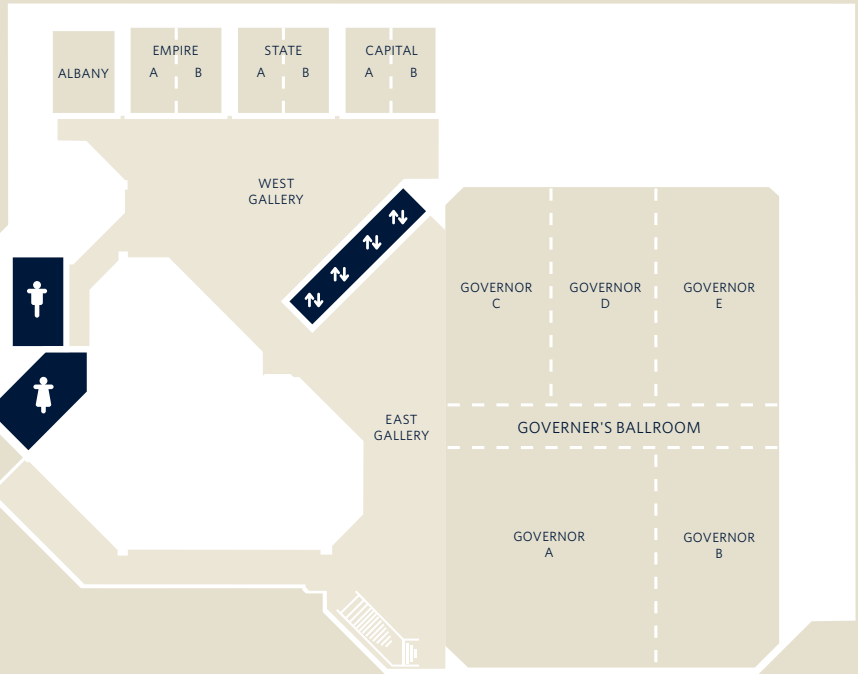 EMPIRE
STATE
CAPITAL
ALBANY
A B
A B
A B
WEST
GALLERY
GOVERNOR
C
GOVERNOR
D
GOVERNOR
E
EAST
GALLERY
GOVERNER'S BALLROOM
GOVERNOR
A
GOVERNOR
B